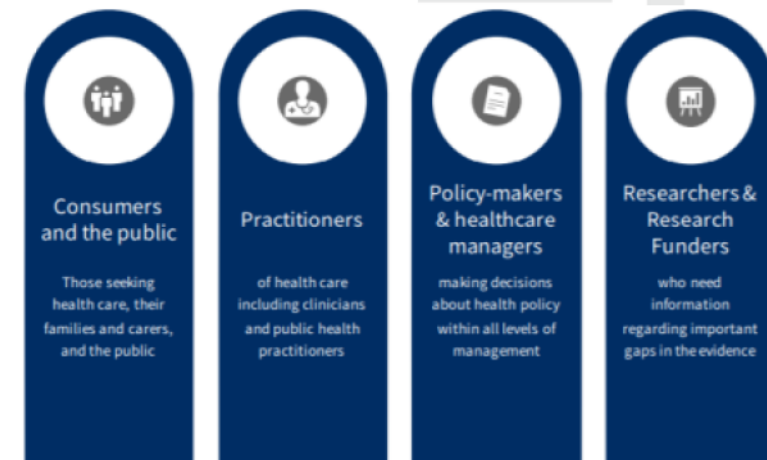 Consumers
and the public
Those seeking
health care, their
families and carers,
and the public
Practitioners
of health care
including clinicians
and public health
practitioners
Policy-makers
& healthcare
managers
making decisions
about health policy
within all levels of
management
Researchers &
Research
Funders
who need
information
regarding important
gaps in the evidence